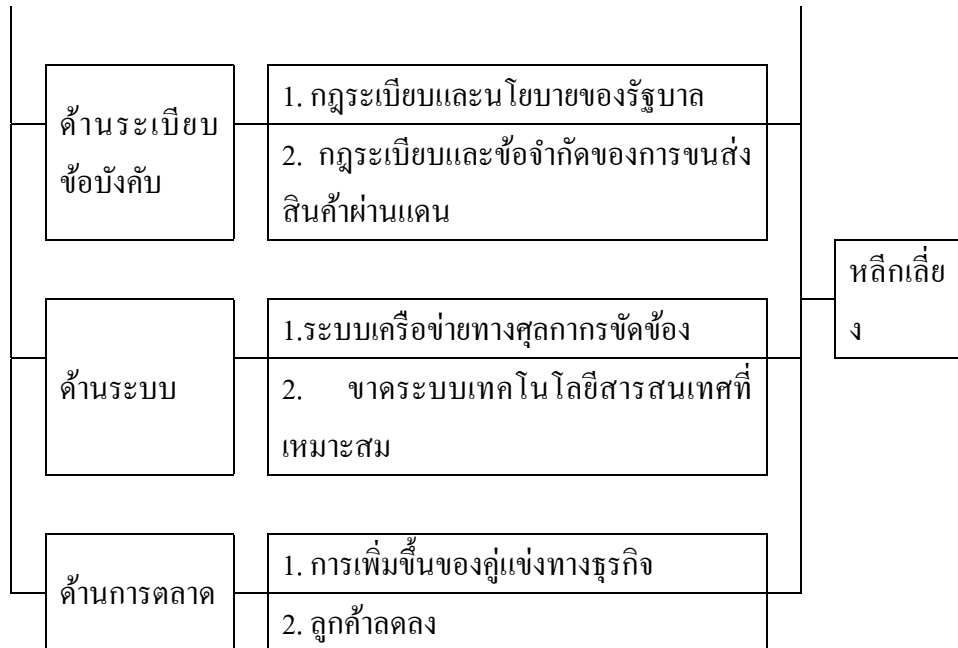 ด้านระเบียบ
ข้อบังคับ
1. กฎระเบียบและนโยบายของรัฐบาล
2. กฎระเบียบและข้อจำกัดของการขนส่ง
สินค้าผ่านแดน
หลีกเลี่ย
ง
ด้านระบบ
1.ระบบเครือข่ายทางศุลกากรขัดข้อง
2. ขาดระบบเทคโนโลยีสารสนเทศที่
เหมาะสม
ด้านการตลาด
1. การเพิ่มขึ้นของคู่แข่งทางธุรกิจ
2. ลูกค้าลดลง